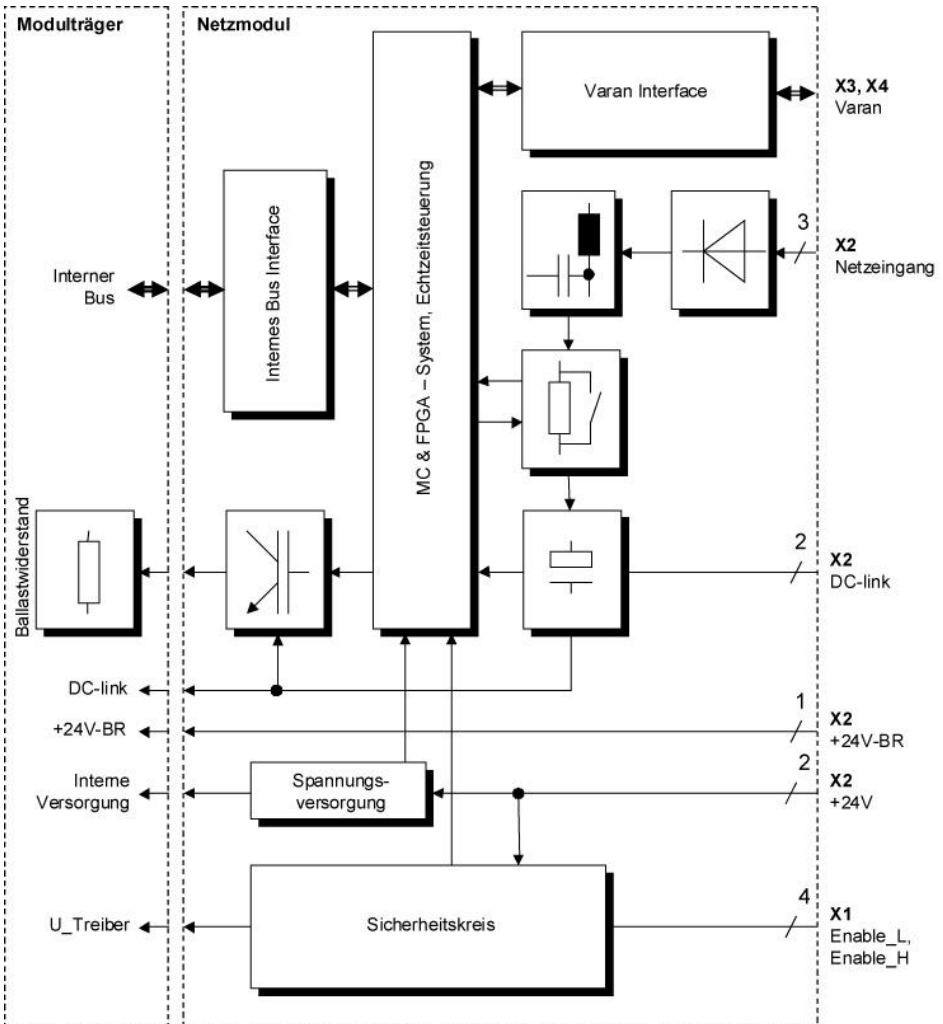 Modulträger
Netzmodul
Varan Interface
X3, X4
Varan
MC & FPGA – System, Echtzeitsteuerung
Internes Bus Interface
3
X2
Netzeingang
Interner
Bus
Ballastwiderstand
2
X2
DC-link
DC-link
1
+24V-BR
X2
+24V-BR
2
Interne
Versorgung
Spannungs-
versorgung
X2
+24V
4
U_Treiber
Sicherheitskreis
X1
Enable_L,
Enable_H